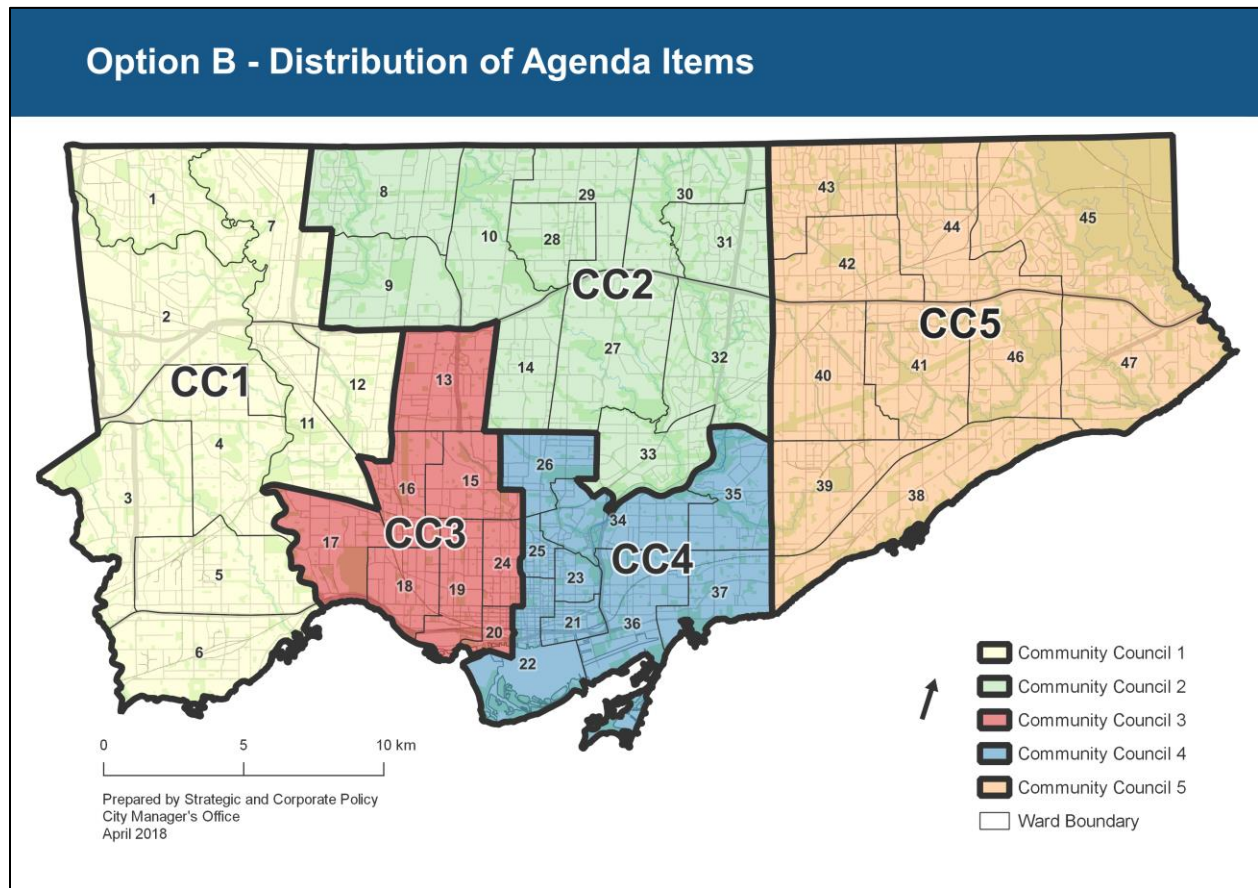 Option B - Distribution of Agenda Items
1
7
8
29
30
10
28
31
9
2
12
11
4
3
5
6
CC1
CC2
27
14
32
33
13
16
15
17
CC3
24
18
19
20
26
35
34
25
CC4
23
21
36
37
22
43
44
45
42
CC5
40
41
46
47
39
38
Community Council 1
Community Council 2
Community Council 3
Community Council 4
Community Council 5
Ward Boundary
0 5 10 km
Prepared by Strategic and Corporate Policy
City Manager's Office
April 2018